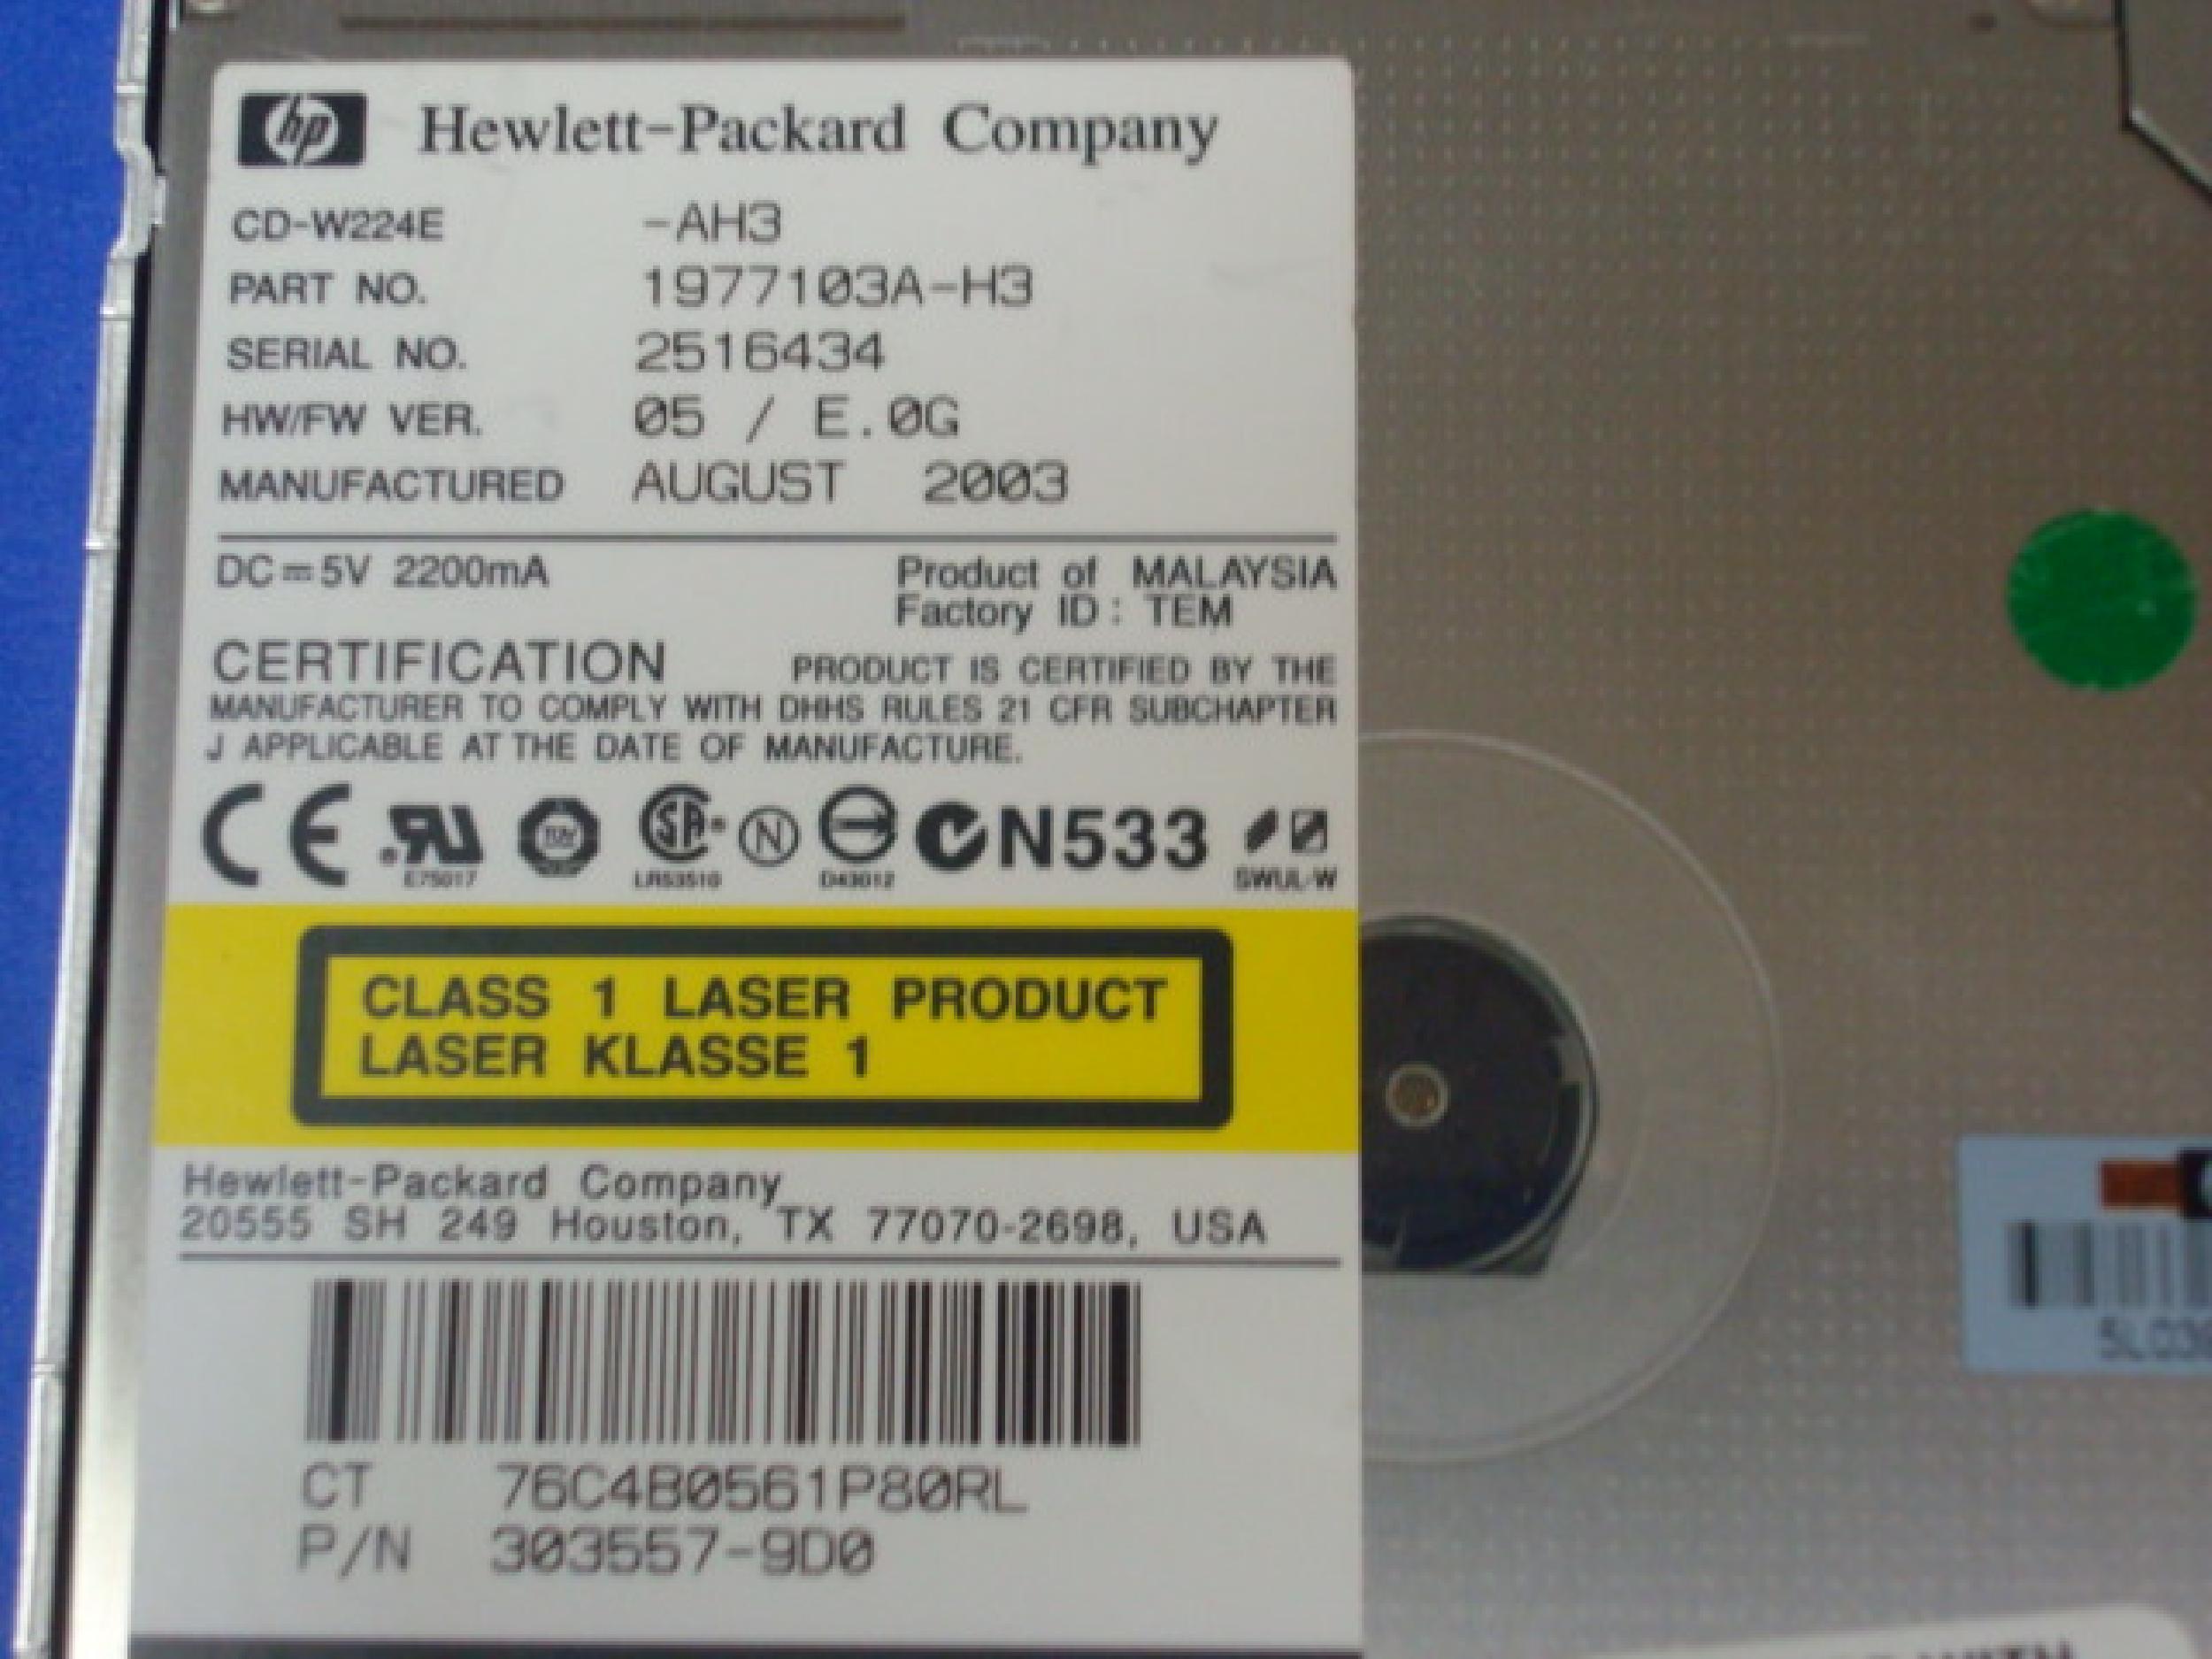 hp Hewlett-Packard Company
CD-W224E -AH3
PART NO. 1977103A-H3
SERIAL NO. 2516434
HW/FW VER. 05 / E.0G
MANUFACTURED AUGUST 2003
DC⎓5V 2200mA
Product of MALAYSIA
Factory ID: TEM
CERTIFICATION PRODUCT IS CERTIFIED BY THE
MANUFACTURER TO COMPLY WITH DHHS RULES 21 CFR SUBCHAPTER
J APPLICABLE AT THE DATE OF MANUFACTURE.
CE N533
E75017 LR53510 D43012 SWUL-W
CLASS 1 LASER PRODUCT
LASER KLASSE 1
Hewlett-Packard Company
20555 SH 249 Houston, TX 77070-2698, USA
CT 76C4B0561P80RL
P/N 303557-9D0